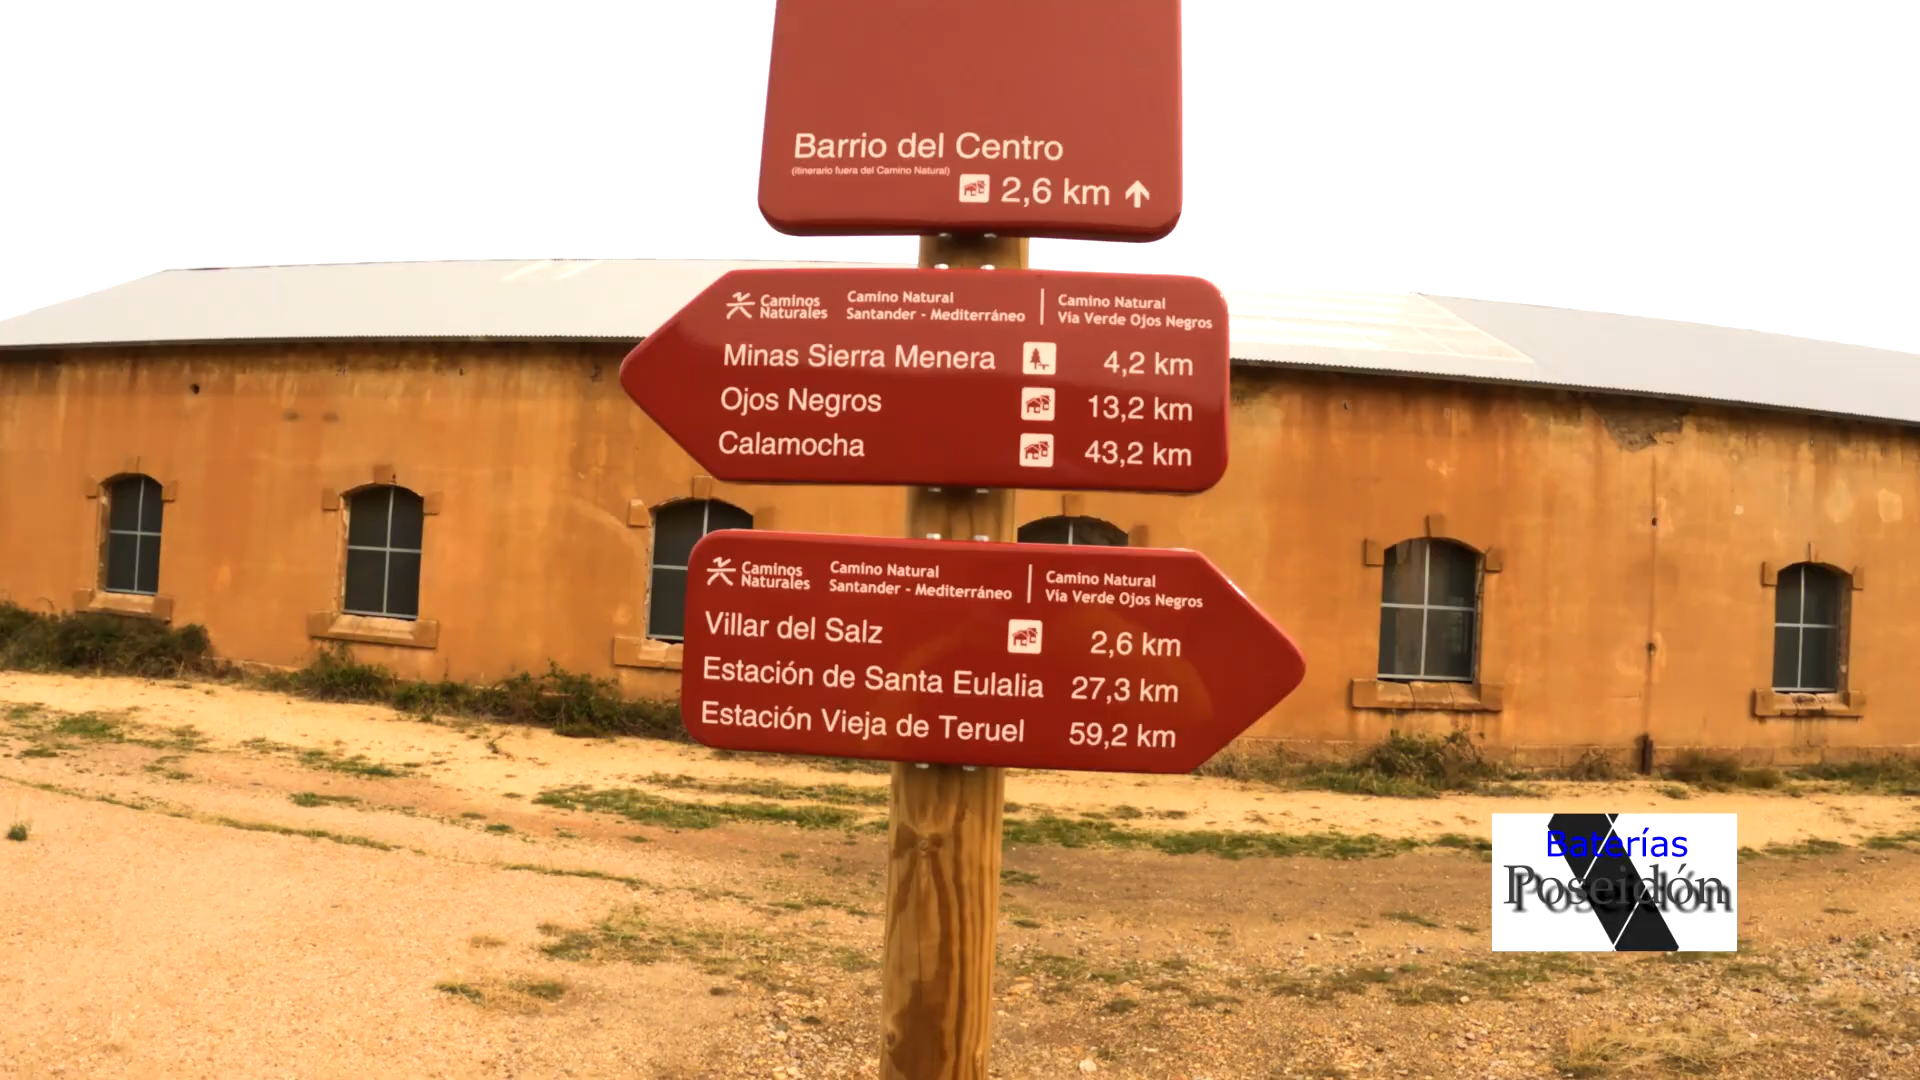 Barrio del Centro
(itinerario fuera del Camino Natural)
2,6 km ↑
Caminos Naturales
Camino Natural Santander - Mediterráneo
Camino Natural Vía Verde Ojos Negros
Minas Sierra Menera 4,2 km
Ojos Negros 13,2 km
Calamocha 43,2 km
Caminos Naturales
Camino Natural Santander - Mediterráneo
Camino Natural Vía Verde Ojos Negros
Villar del Salz 2,6 km
Estación de Santa Eulalia 27,3 km
Estación Vieja de Teruel 59,2 km
Baterías
Poseidón